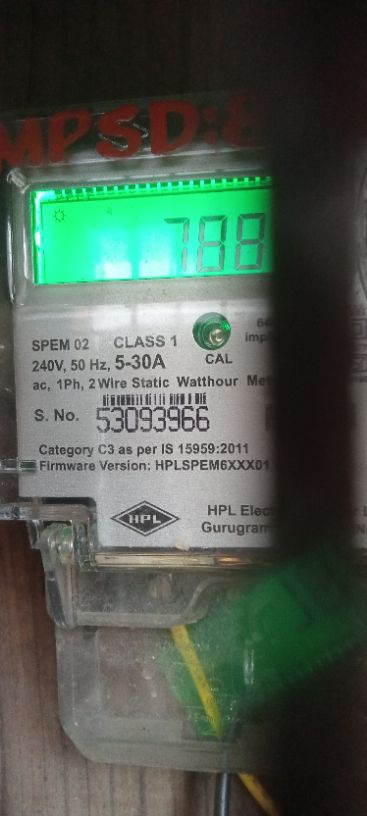 MPSD:
788
SPEM 02 CLASS 1
240V, 50 Hz, 5-30A
CAL
ac, 1Ph, 2 Wire Static Watthour
S. No. 53093966
Category C3 as per IS 15959:2011
Firmware Version: HPLSPEM6XXX01
HPL
HPL
Gurugram